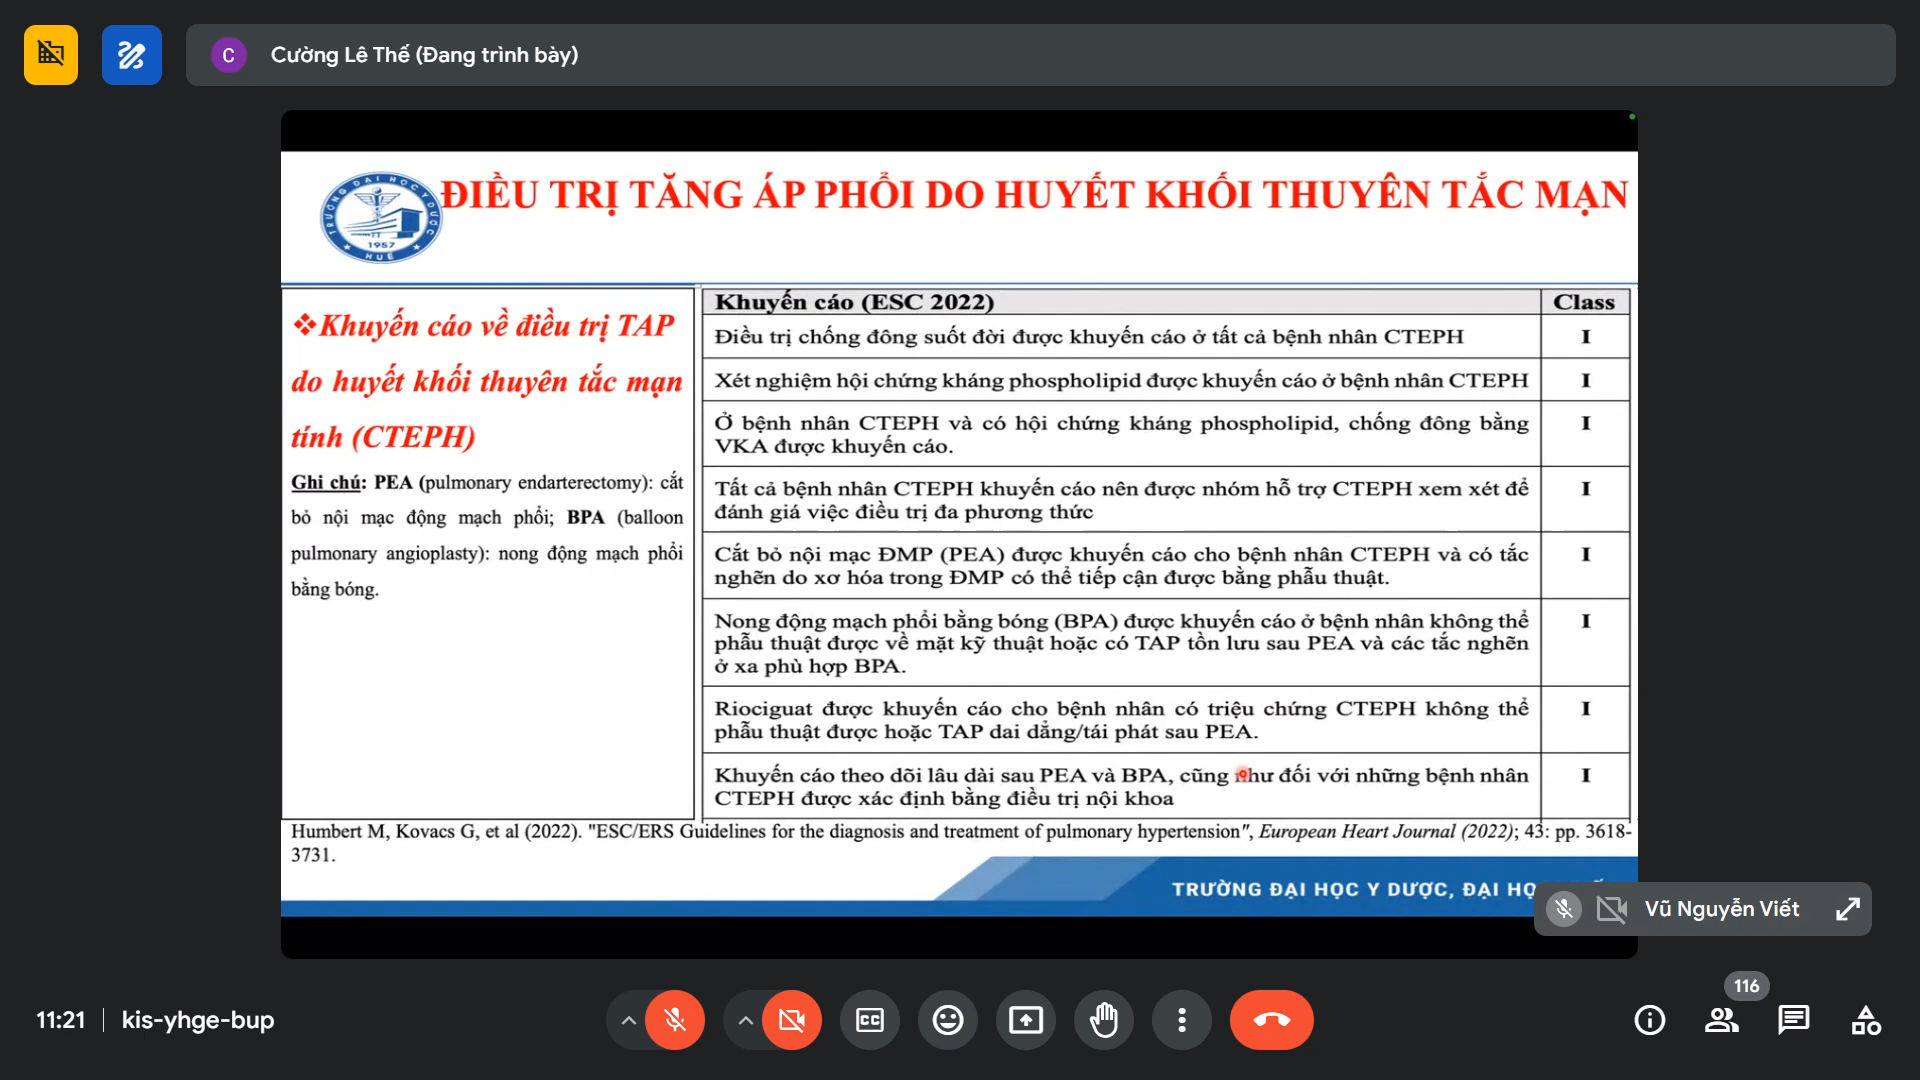 C
Cường Lê Thế (Đang trình bày)
TRƯỜNG ĐẠI HỌC Y DƯỢC
1957
HUẾ
ĐIỀU TRỊ TĂNG ÁP PHỔI DO HUYẾT KHỐI THUYÊN TẮC MẠN
❖Khuyến cáo về điều trị TAP
do huyết khối thuyên tắc mạn
tính (CTEPH)
Ghi chú: PEA (pulmonary endarterectomy): cắt
bỏ nội mạc động mạch phổi; BPA (balloon
pulmonary angioplasty): nong động mạch phổi
bằng bóng.
Khuyến cáo (ESC 2022) Class
Điều trị chống đông suốt đời được khuyến cáo ở tất cả bệnh nhân CTEPH I
Xét nghiệm hội chứng kháng phospholipid được khuyến cáo ở bệnh nhân CTEPH I
Ở bệnh nhân CTEPH và có hội chứng kháng phospholipid, chống đông bằng I
VKA được khuyến cáo.
Tất cả bệnh nhân CTEPH khuyến cáo nên được nhóm hỗ trợ CTEPH xem xét để I
đánh giá việc điều trị đa phương thức
Cắt bỏ nội mạc ĐMP (PEA) được khuyến cáo cho bệnh nhân CTEPH và có tắc I
nghẽn do xơ hóa trong ĐMP có thể tiếp cận được bằng phẫu thuật.
Nong động mạch phổi bằng bóng (BPA) được khuyến cáo ở bệnh nhân không thể I
phẫu thuật được về mặt kỹ thuật hoặc có TAP tồn lưu sau PEA và các tắc nghẽn
ở xa phù hợp BPA.
Riociguat được khuyến cáo cho bệnh nhân có triệu chứng CTEPH không thể I
phẫu thuật được hoặc TAP dai dẳng/tái phát sau PEA.
Khuyến cáo theo dõi lâu dài sau PEA và BPA, cũng như đối với những bệnh nhân I
CTEPH được xác định bằng điều trị nội khoa
Humbert M, Kovacs G, et al (2022). "ESC/ERS Guidelines for the diagnosis and treatment of pulmonary hypertension", European Heart Journal (2022); 43: pp. 3618-
3731.
TRƯỜNG ĐẠI HỌC Y DƯỢC, ĐẠI HỌ
Vũ Nguyễn Viết
116
11:21 kis-yhge-bup
CC